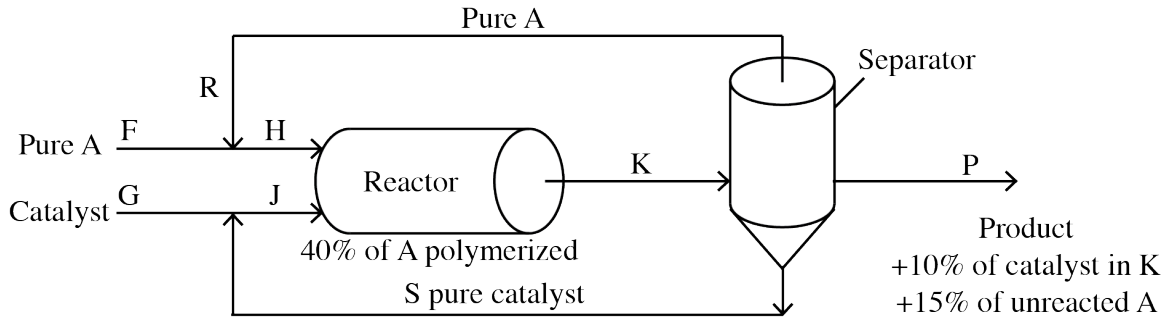 Pure A
Separator
R
Pure A F H
K
P
Reactor
Catalyst G J
40% of A polymerized
Product
+10% of catalyst in K
+15% of unreacted A
S pure catalyst